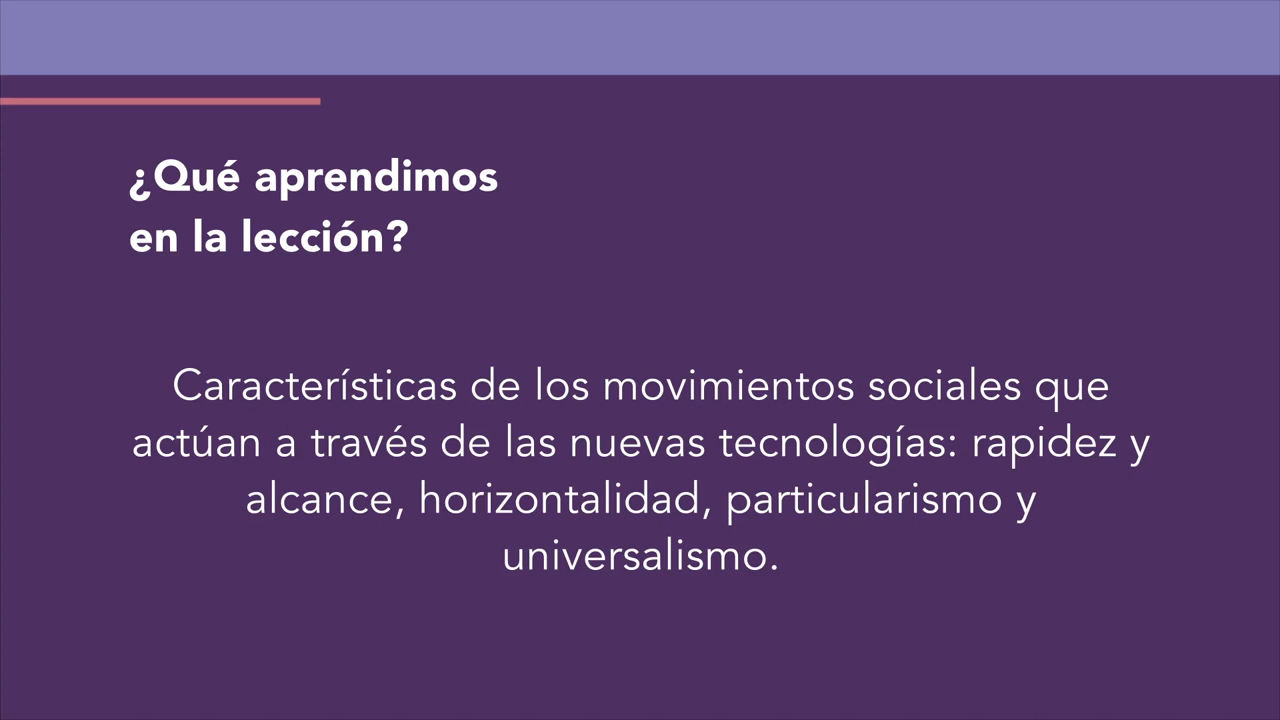 ¿Qué aprendimos
en la lección?
Características de los movimientos sociales que
actúan a través de las nuevas tecnologías: rapidez y
alcance, horizontalidad, particularismo y
universalismo.